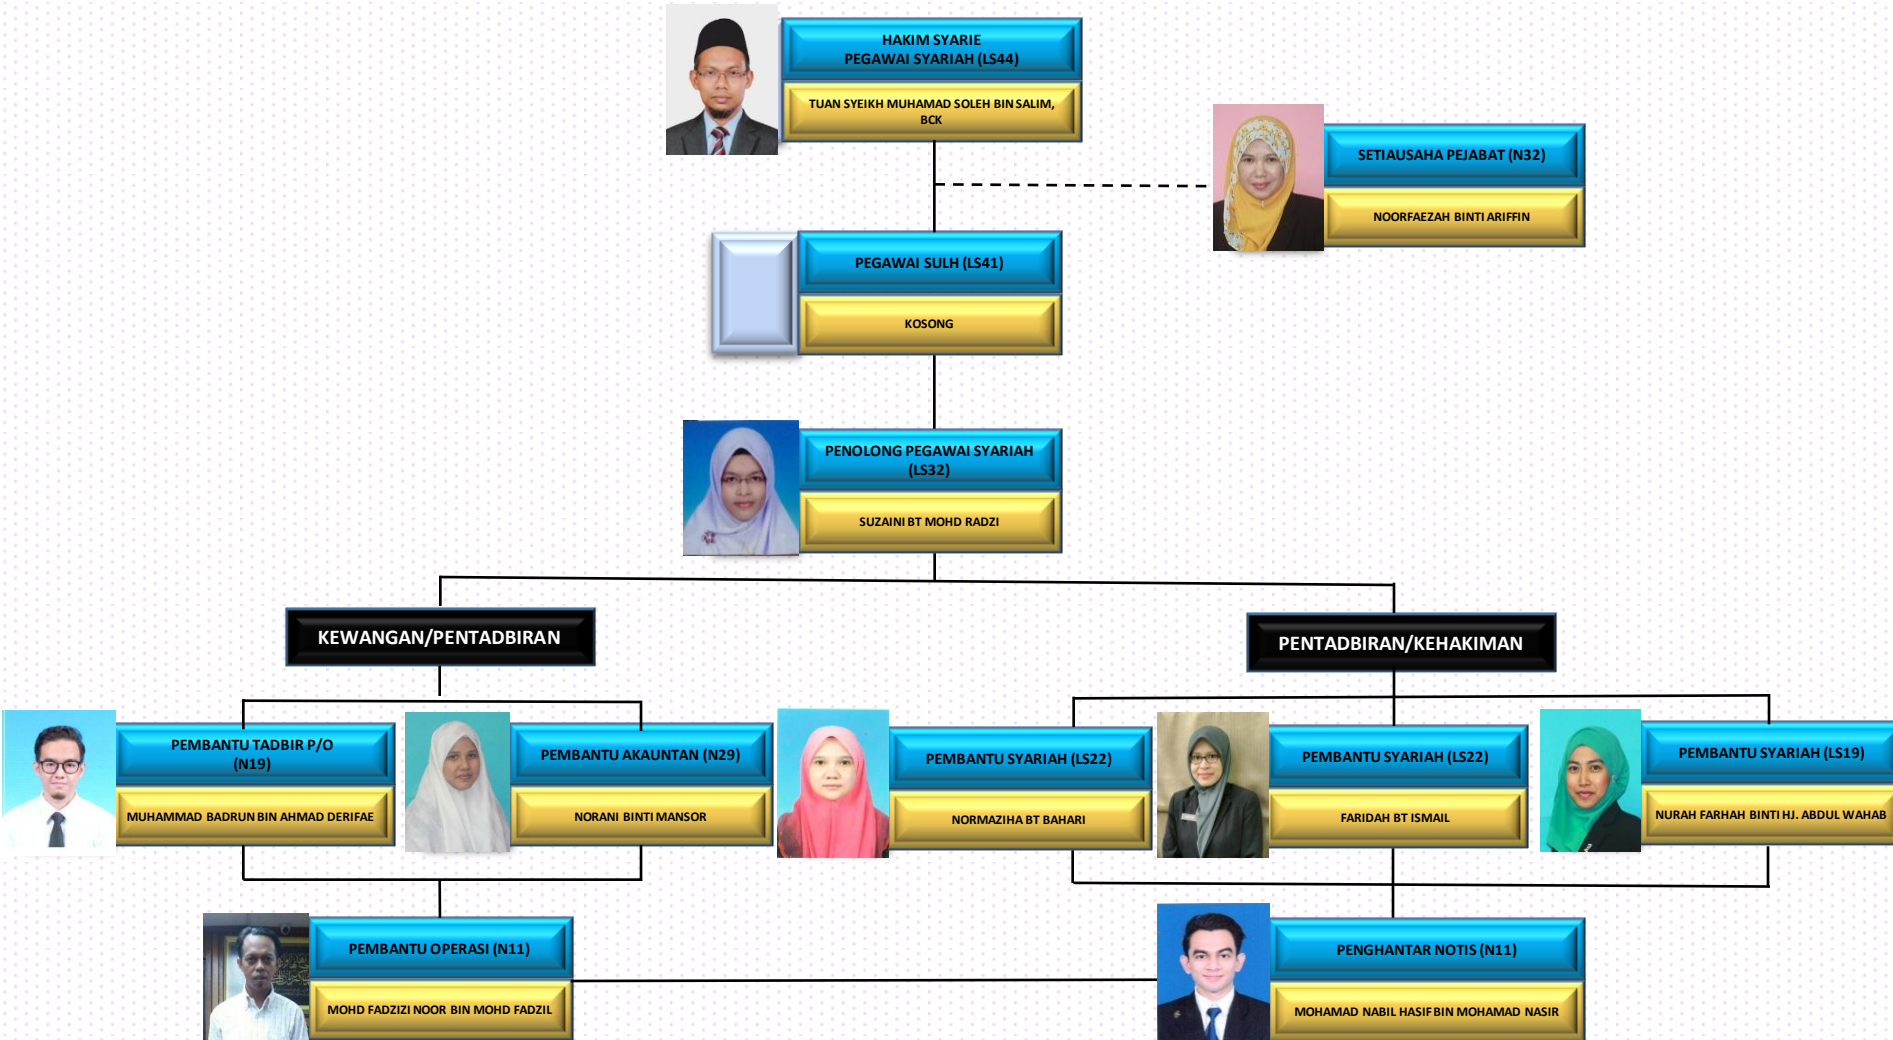 HAKIM SYARIE
PEGAWAI SYARIAH (LS44)
TUAN SYEIKH MUHAMAD SOLEH BIN SALIM,
BCK
SETIAUSAHA PEJABAT (N32)
NOORFAEZAH BINTI ARIFFIN
PEGAWAI SULH (LS41)
KOSONG
PENOLONG PEGAWAI SYARIAH
(LS32)
SUZAINI BT MOHD RADZI
KEWANGAN/PENTADBIRAN
PENTADBIRAN/KEHAKIMAN
PEMBANTU TADBIR P/O
(N19)
MUHAMMAD BADRUN BIN AHMAD DERIFAE
PEMBANTU AKAUNTAN (N29)
NORANI BINTI MANSOR
PEMBANTU SYARIAH (LS22)
NORMAZIHA BT BAHARI
PEMBANTU SYARIAH (LS22)
FARIDAH BT ISMAIL
PEMBANTU SYARIAH (LS19)
NURAH FARHAH BINTI HJ. ABDUL WAHAB
PEMBANTU OPERASI (N11)
MOHD FADZIZI NOOR BIN MOHD FADZIL
PENGHANTAR NOTIS (N11)
MOHAMAD NABIL HASIF BIN MOHAMAD NASIR